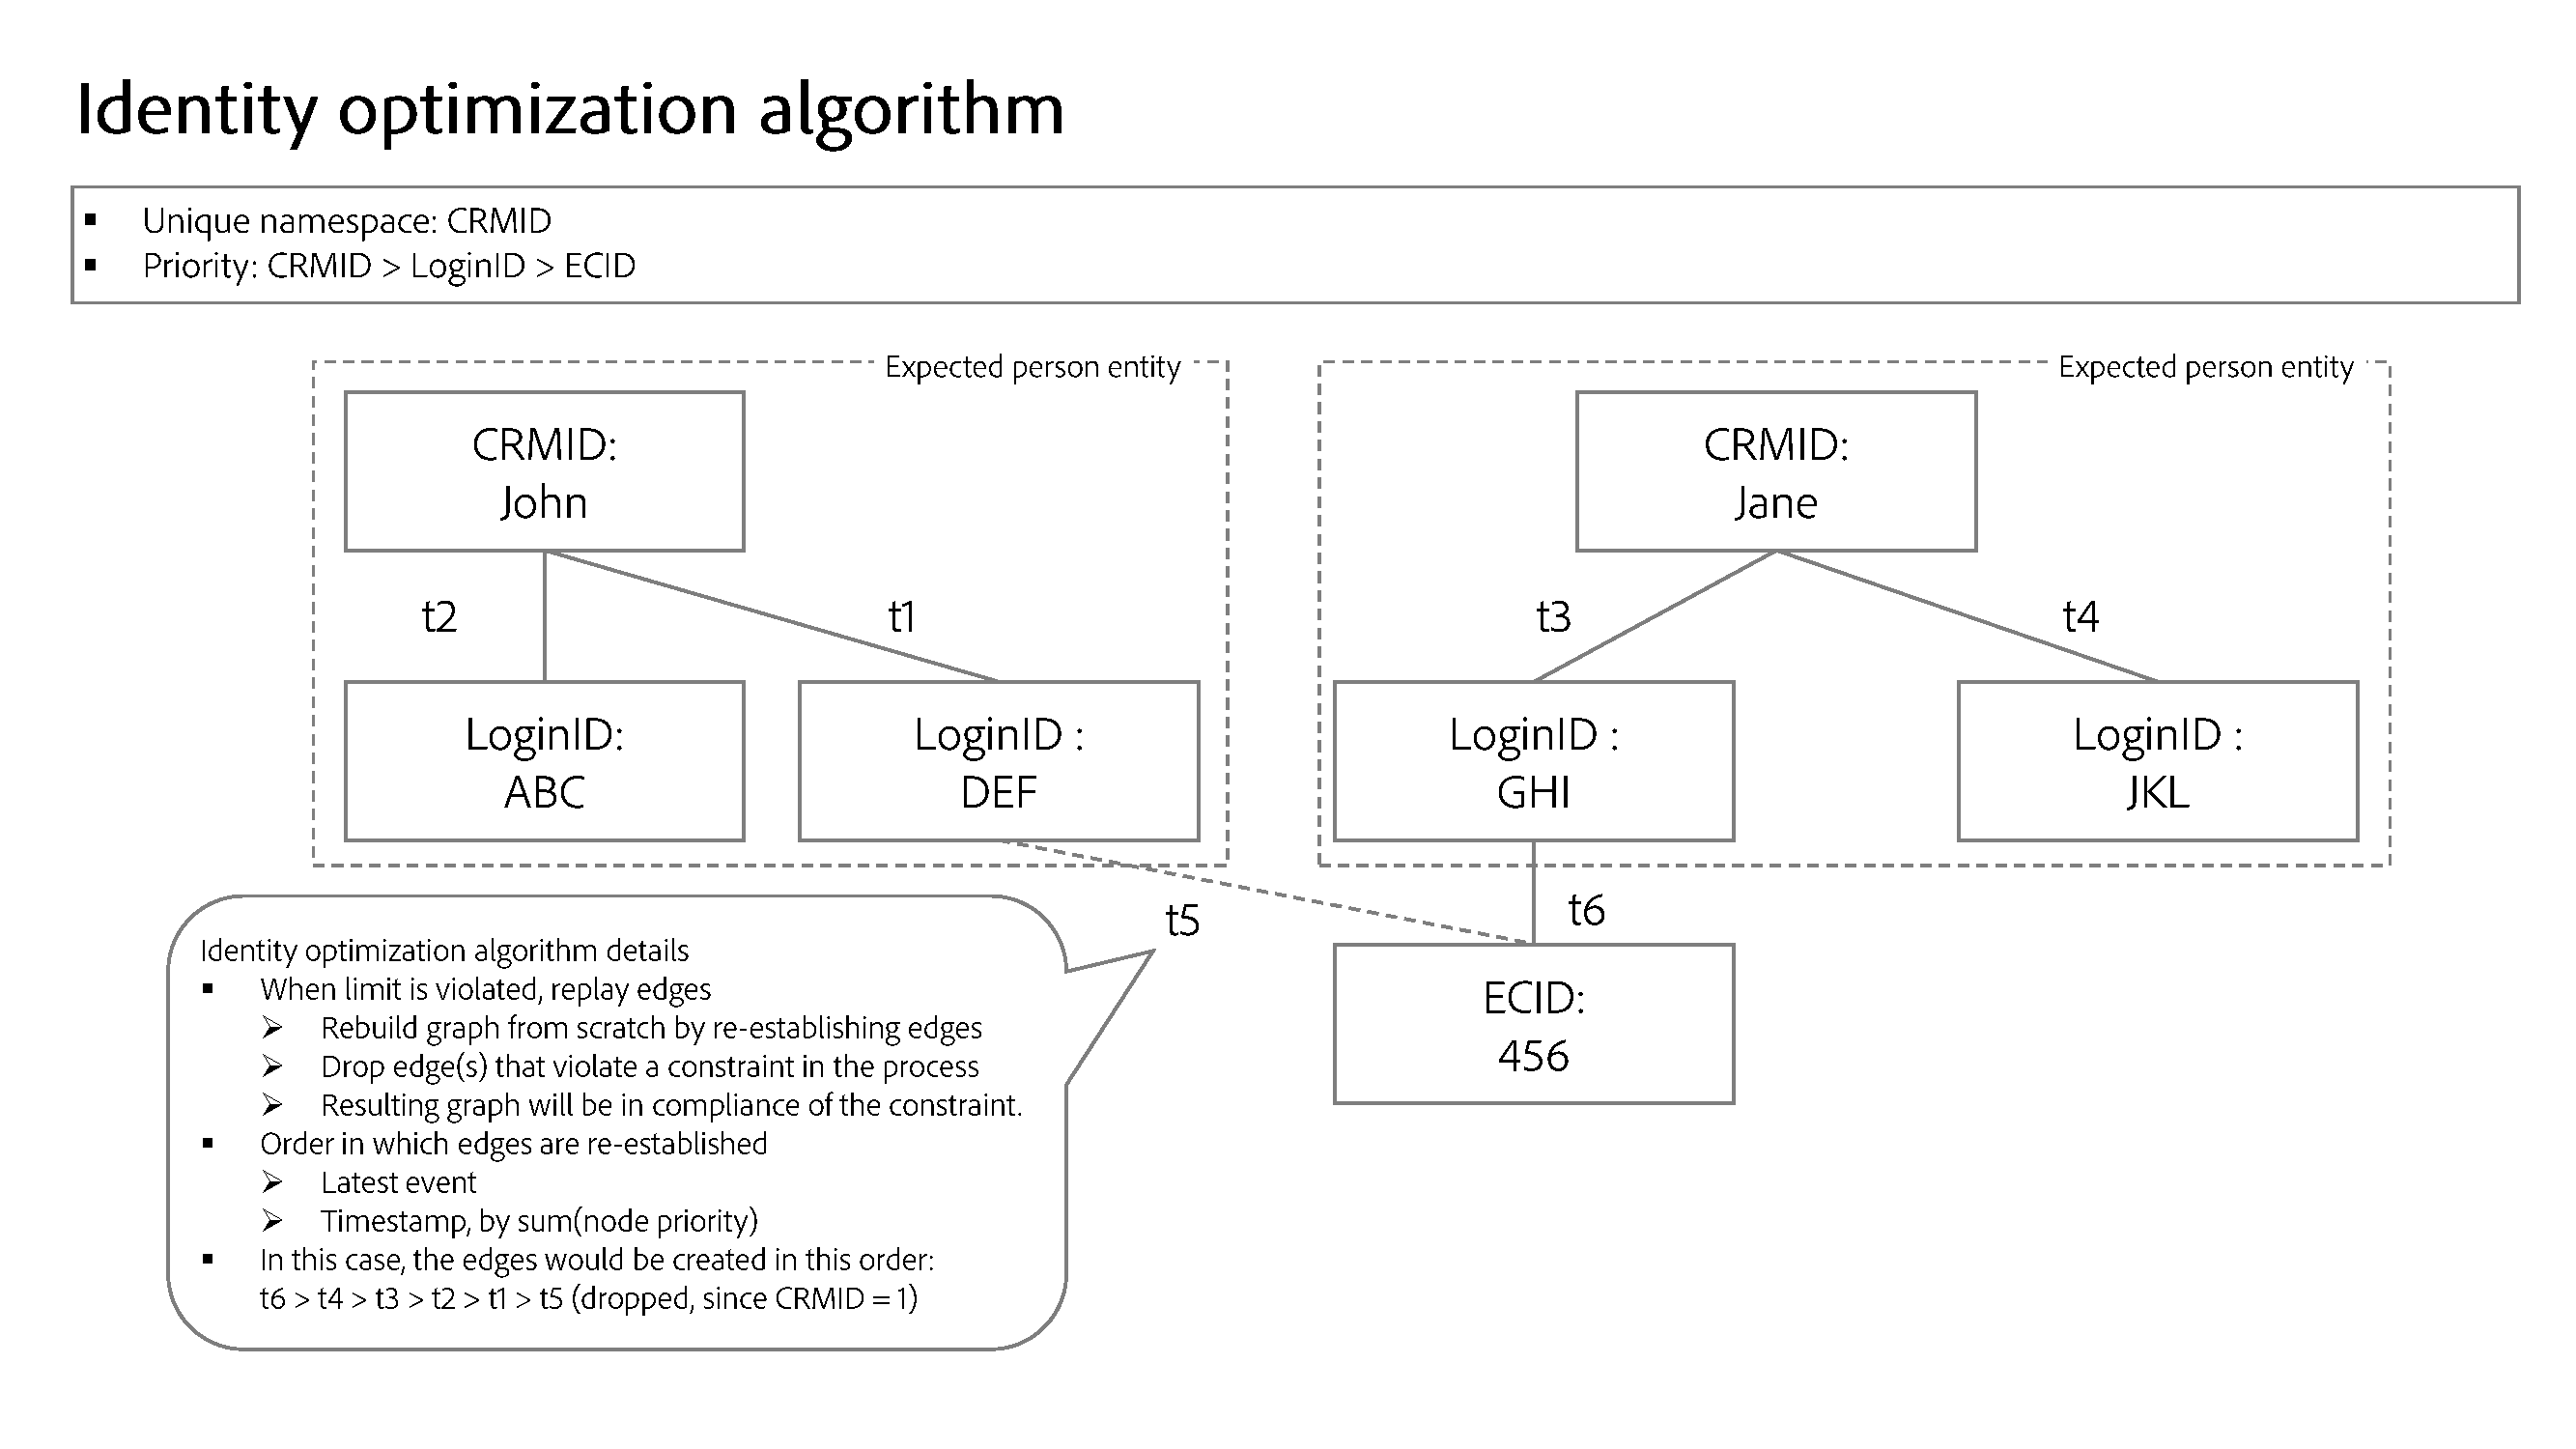 Identity optimization algorithm
▪ Unique namespace: CRMID
▪ Priority: CRMID > LoginID > ECID
Expected person entity
CRMID:
John
t2
t1
LoginID:
ABC
LoginID :
DEF
Expected person entity
CRMID:
Jane
t3
t4
LoginID :
GHI
LoginID :
JKL
t5
t6
ECID:
456
Identity optimization algorithm details
▪ When limit is violated, replay edges
➢ Rebuild graph from scratch by re-establishing edges
➢ Drop edge(s) that violate a constraint in the process
➢ Resulting graph will be in compliance of the constraint.
▪ Order in which edges are re-established
➢ Latest event
➢ Timestamp, by sum(node priority)
▪ In this case, the edges would be created in this order:
t6 > t4 > t3 > t2 > t1 > t5 (dropped, since CRMID = 1)